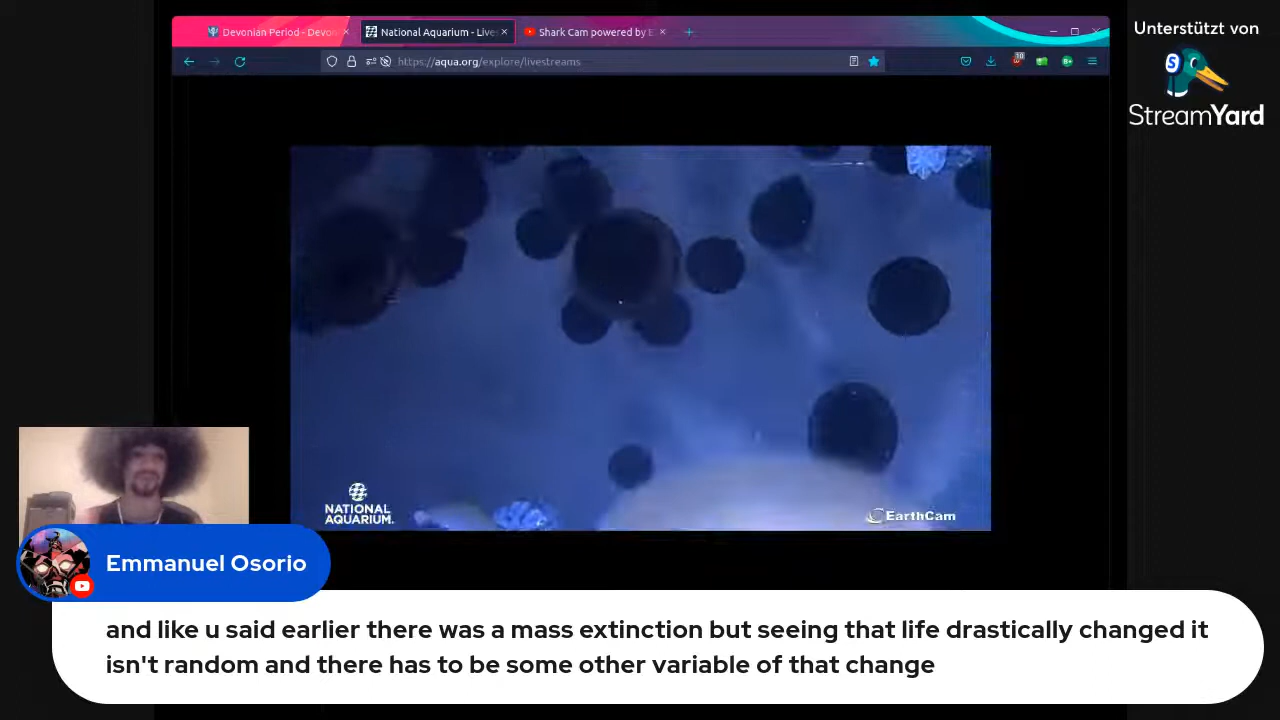 Devonian Period - Devo
National Aquarium - Live
Shark Cam powered by E
https://aqua.org/explore/livestreams
Unterstützt von
StreamYard
NATIONAL
AQUARIUM.
EarthCam
Emmanuel Osorio
and like u said earlier there was a mass extinction but seeing that life drastically changed it
isn't random and there has to be some other variable of that change